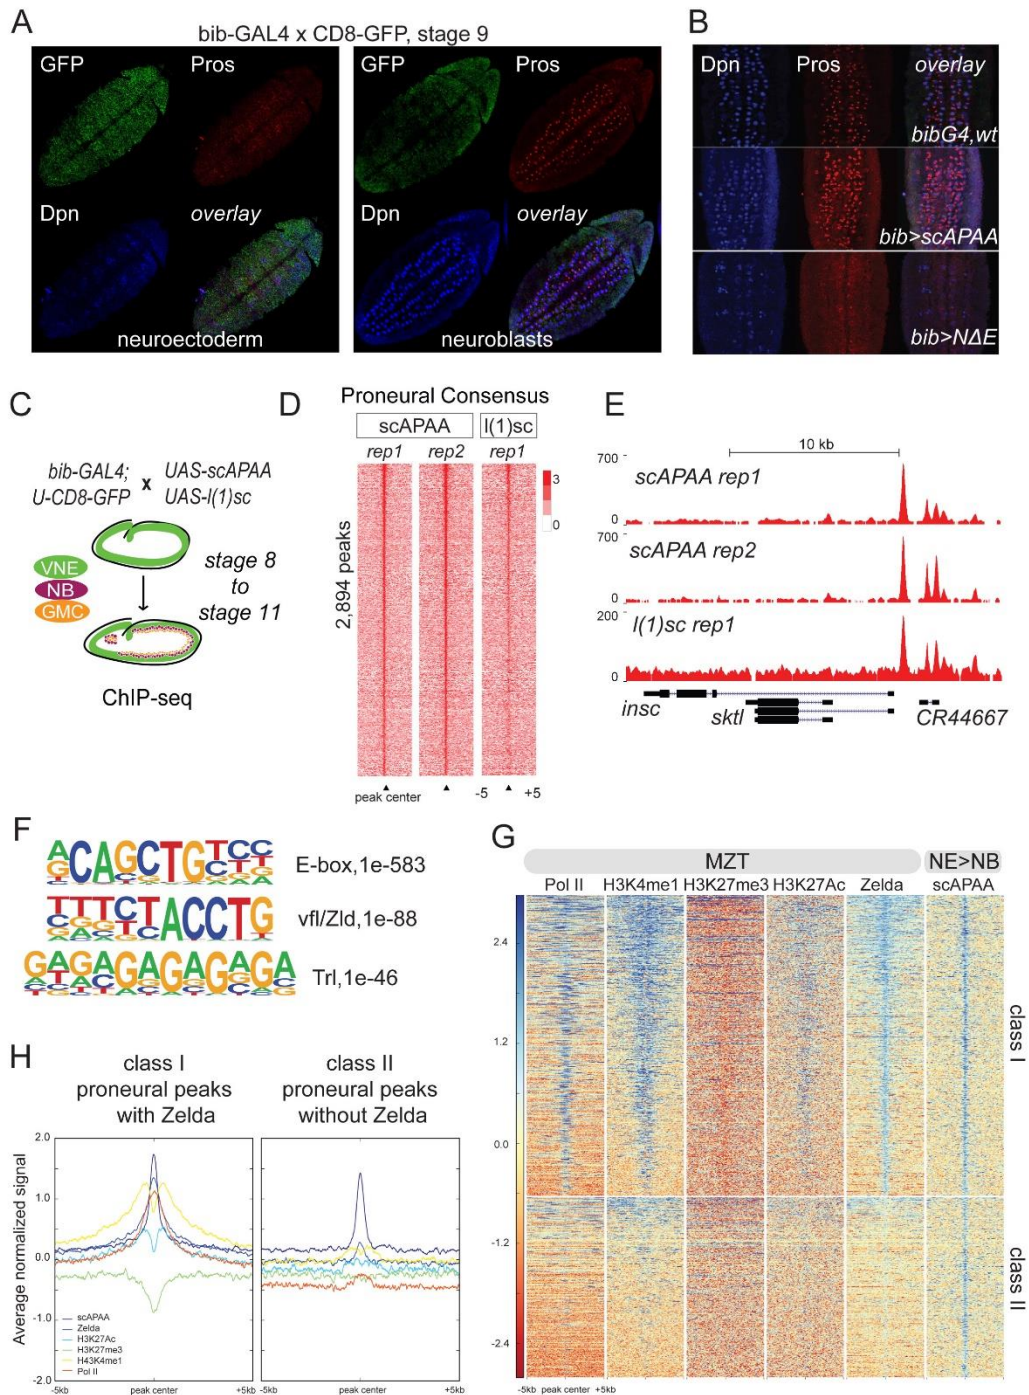 A
bib-GAL4 x CD8-GFP, stage 9
GFP
Pros
Dpn
overlay
neuroectoderm
GFP
Pros
Dpn
overlay
neuroblasts
B
Dpn
Pros
overlay
bibG4,wt
bib>scAPAA
bib>NΔE
C
bib-GAL4;
U-CD8-GFP
x
UAS-scAPAA
UAS-l(1)sc
VNE
NB
GMC
stage 8
to
stage 11
ChIP-seq
D
Proneural Consensus
scAPAA
l(1)sc
rep1
rep2
rep1
3
0
2,894 peaks
peak center
-5
+5
E
10 kb
700
scAPAA rep1
0
700
scAPAA rep2
0
200
l(1)sc rep1
0
insc
sktl
CR44667
F
E-box,1e-583
vfl/Zld,1e-88
Trl,1e-46
G
MZT
NE>NB
Pol II
H3K4me1
H3K27me3
H3K27Ac
Zelda
scAPAA
2.4
1.2
0.0
-1.2
-2.4
class I
class II
-5kb
peak center
+5kb
H
class I
proneural peaks
with Zelda
class II
proneural peaks
without Zelda
Average normalized signal
2.0
1.0
0.0
-1.0
-2.0
scAPAA
Zelda
H3K27Ac
H3K27me3
H43K4me1
Pol II
-5kb
peak center
+5kb
-5kb
peak center
+5kb